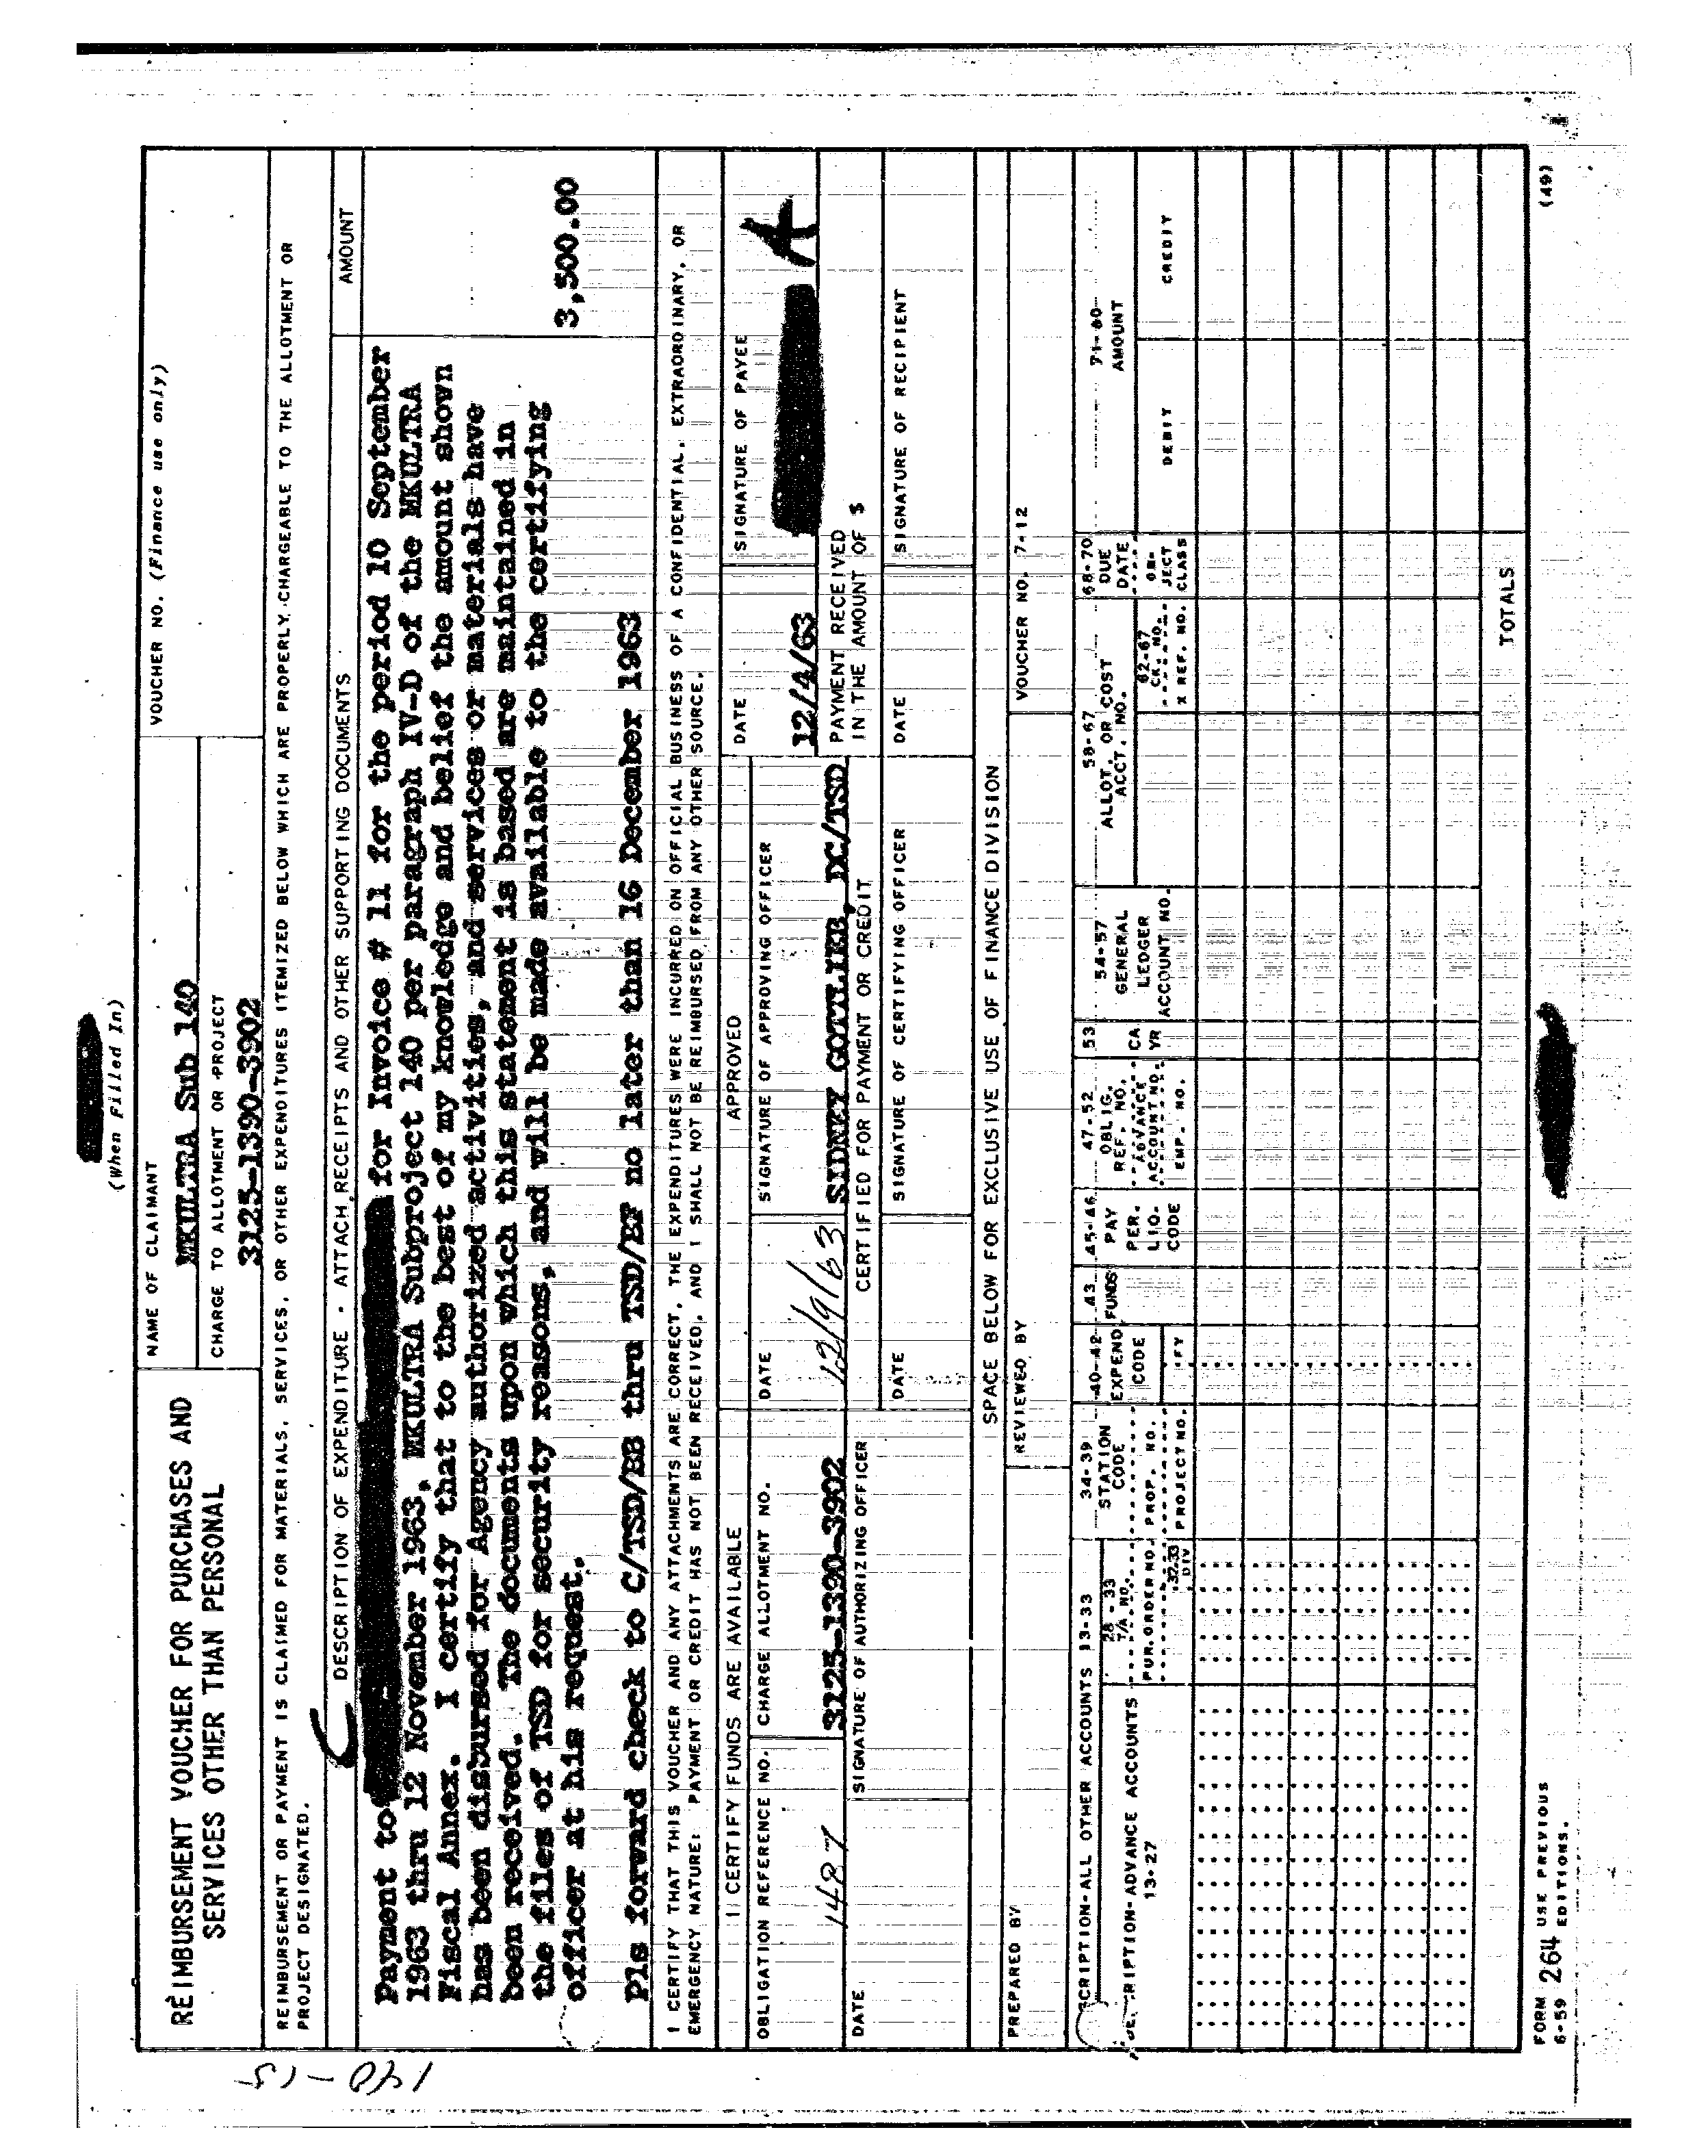 140-15
(When Filled In)
REIMBURSEMENT VOUCHER FOR PURCHASES AND
SERVICES OTHER THAN PERSONAL
NAME OF CLAIMANT
MKULTRA Sub 140
CHARGE TO ALLOTMENT OR PROJECT
3125-1390-3902
VOUCHER NO. (Finance use only)
REIMBURSEMENT OR PAYMENT IS CLAIMED FOR MATERIALS, SERVICES, OR OTHER EXPENDITURES ITEMIZED BELOW WHICH ARE PROPERLY CHARGEABLE TO THE ALLOTMENT OR
PROJECT DESIGNATED.
DESCRIPTION OF EXPENDITURE - ATTACH RECEIPTS AND OTHER SUPPORTING DOCUMENTS
AMOUNT
C
Payment to for Invoice # 11 for the period 10 September
1963 thru 12 November 1963, MKULTRA Subproject 140 per paragraph IV-D of the MKULTRA
Fiscal Annex. I certify that to the best of my knowledge and belief the amount shown
has been disbursed for Agency authorized activities, and services or materials have
been received. The documents upon which this statement is based are maintained in
the files of TSD for security reasons, and will be made available to the certifying
officer at his request.
3,500.00
Pls forward check to C/TSD/BB thru TSD/BF no later than 16 December 1963
I CERTIFY THAT THIS VOUCHER AND ANY ATTACHMENTS ARE CORRECT, THE EXPENDITURES WERE INCURRED ON OFFICIAL BUSINESS OF A CONFIDENTIAL, EXTRAORDINARY, OR
EMERGENCY NATURE: PAYMENT OR CREDIT HAS NOT BEEN RECEIVED, AND I SHALL NOT BE REIMBURSED FROM ANY OTHER SOURCE.
I CERTIFY FUNDS ARE AVAILABLE
OBLIGATION REFERENCE NO.
1487
CHARGE ALLOTMENT NO.
3125-1390-3902
DATE
SIGNATURE OF AUTHORIZING OFFICER
APPROVED
DATE
12/9/63
SIGNATURE OF APPROVING OFFICER
SIDNEY GOTTLIEB, DC/TSD
CERTIFIED FOR PAYMENT OR CREDIT
DATE
SIGNATURE OF CERTIFYING OFFICER
DATE
12/4/63
SIGNATURE OF PAYEE
A
PAYMENT RECEIVED
IN THE AMOUNT OF $
DATE
SIGNATURE OF RECIPIENT
SPACE BELOW FOR EXCLUSIVE USE OF FINANCE DIVISION
PREPARED BY
REVIEWED BY
VOUCHER NO. 7-12
CRIPTION-ALL OTHER ACCOUNTS 13-33
DESCRIPTION-ADVANCE ACCOUNTS
13-27
28 - 33
T/A NO.
PUR. ORDER NO.
32-33
DIV
34-39
STATION
CODE
PROP. NO.
PROJECT NO.
40-42
EXPEND
CODE
FY
43
FUNDS
45-46
PAY
PER.
LIQ.
CODE
47-52
OBLIG.
REF. NO.
ADVANCE
ACCOUNT NO.
EMP. NO.
53
CA
YR
54-57
GENERAL
LEDGER
ACCOUNT NO.
58-67
ALLOT. OR COST
ACCT. NO.
62-67
CK. NO.
X REF. NO.
68-70
DUE
DATE
OB-
JECT
CLASS
71-80
AMOUNT
DEBIT
CREDIT
TOTALS
FORM 264 USE PREVIOUS
6-59 EDITIONS.
(49)